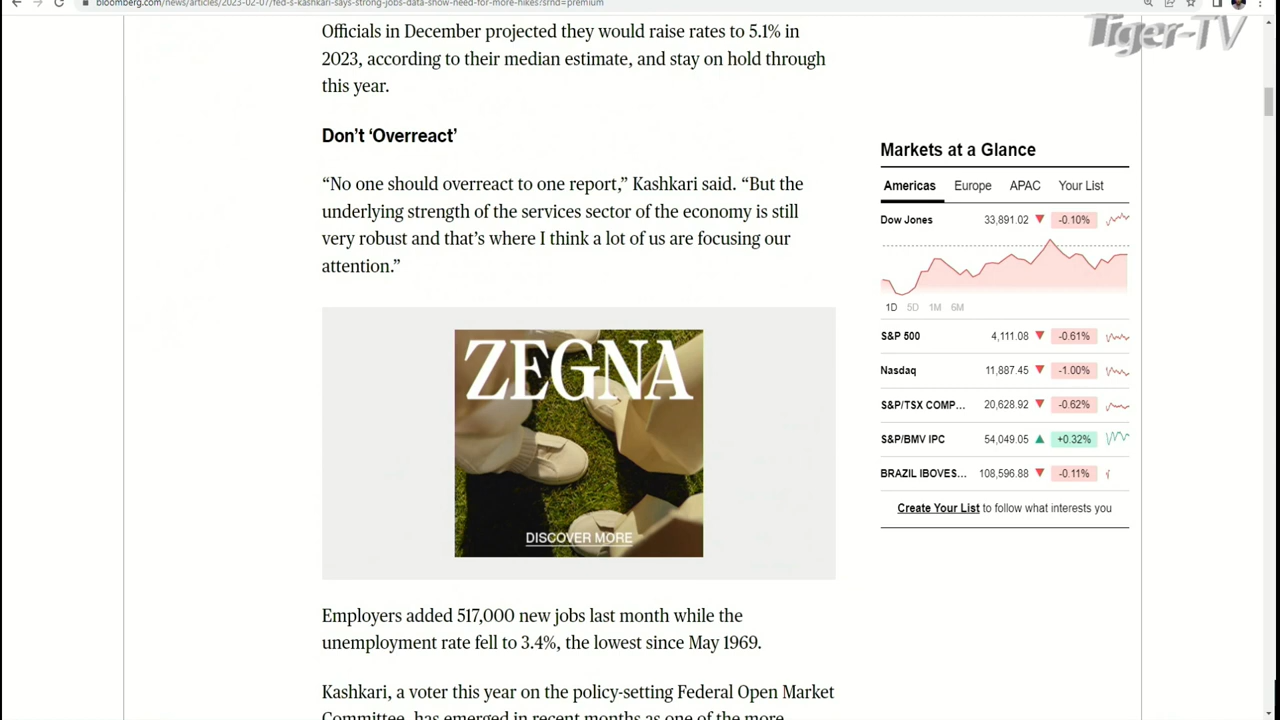 bloomberg.com/news/articles/2023-02-07/fed-s-kashkari-says-strong-jobs-data-show-need-for-more-hikes?srnd=premium
Tiger-TV
Officials in December projected they would raise rates to 5.1% in
2023, according to their median estimate, and stay on hold through
this year.
Don’t ‘Overreact’
“No one should overreact to one report,” Kashkari said. “But the
underlying strength of the services sector of the economy is still
very robust and that’s where I think a lot of us are focusing our
attention.”
ZEGNA
DISCOVER MORE
Employers added 517,000 new jobs last month while the
unemployment rate fell to 3.4%, the lowest since May 1969.
Kashkari, a voter this year on the policy-setting Federal Open Market
Committee, has emerged in recent months as one of the more
Markets at a Glance
Americas Europe APAC Your List
Dow Jones 33,891.02 ▼ -0.10%
1D 5D 1M 6M
S&P 500 4,111.08 ▼ -0.61%
Nasdaq 11,887.45 ▼ -1.00%
S&P/TSX COMP... 20,628.92 ▼ -0.62%
S&P/BMV IPC 54,049.05 ▲ +0.32%
BRAZIL IBOVES... 108,596.88 ▼ -0.11%
Create Your List to follow what interests you